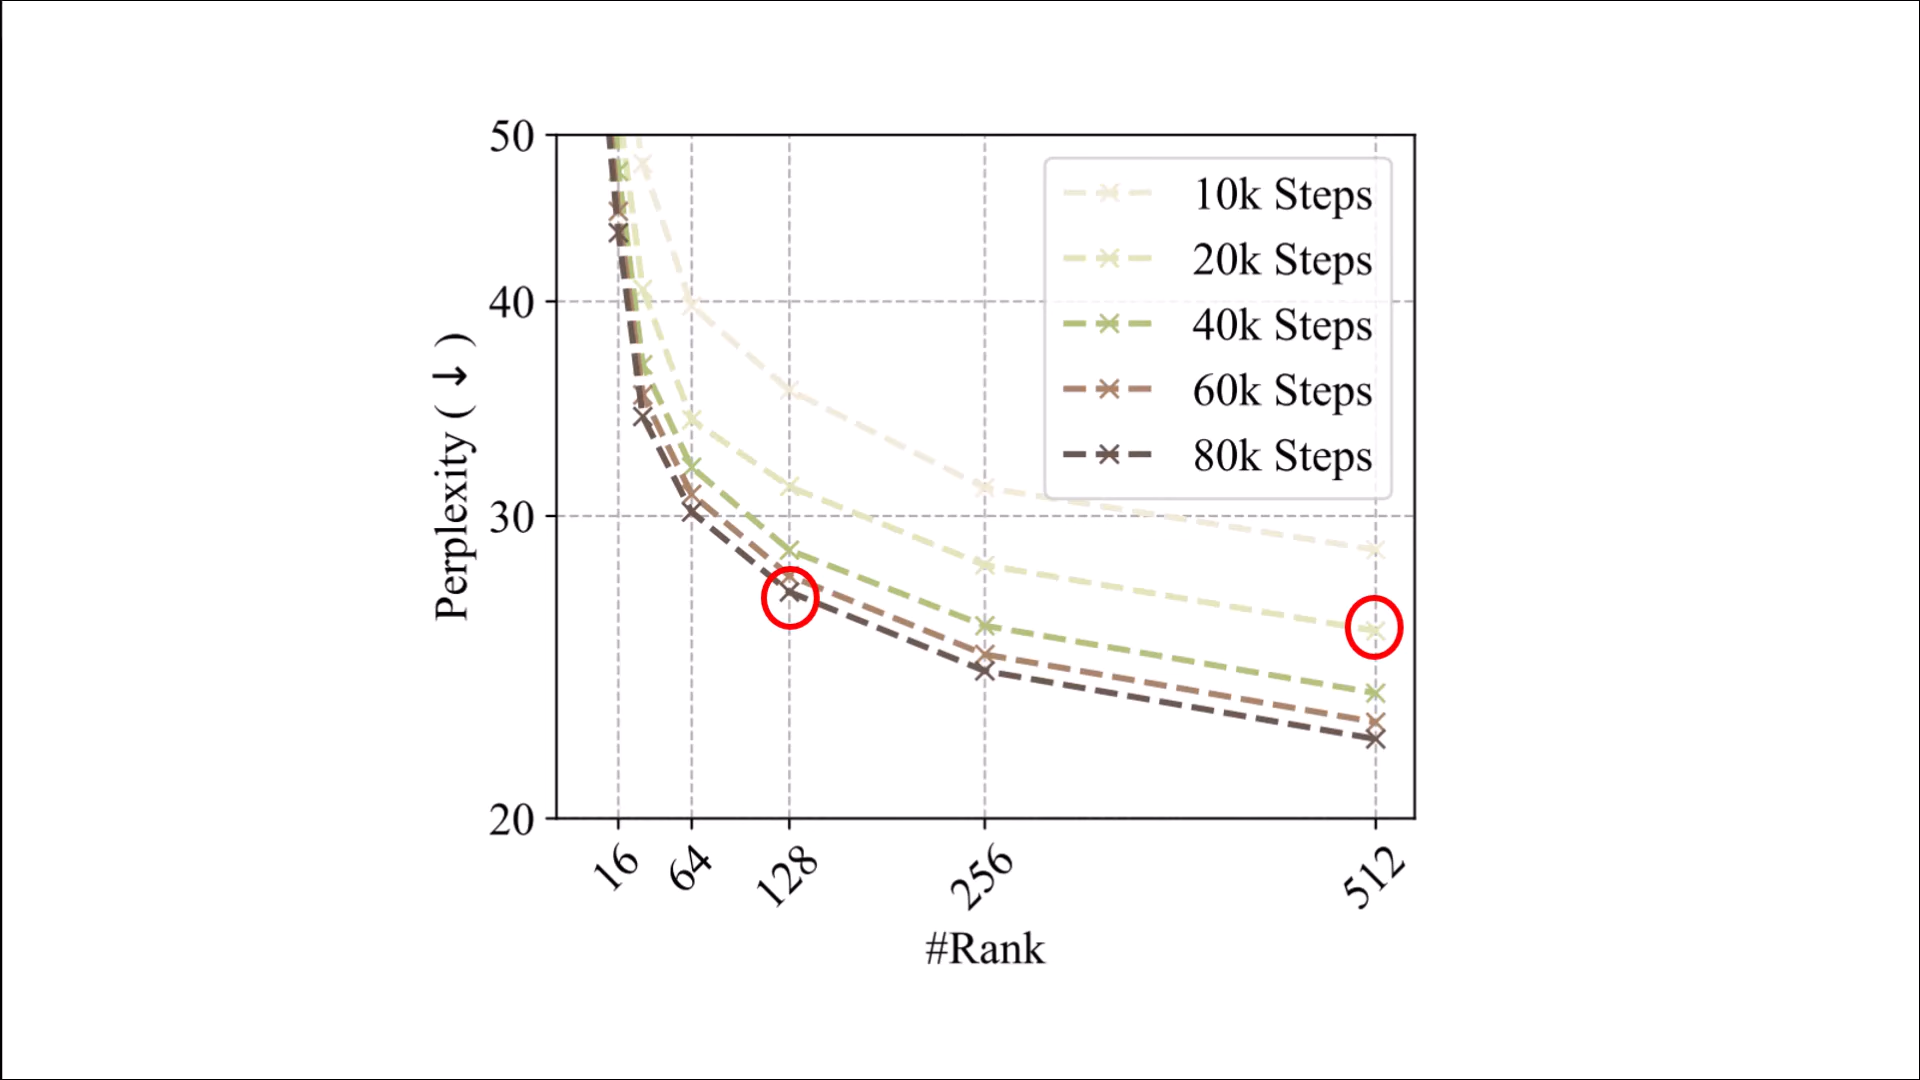 50
40
30
20
Perplexity ( ↓ )
10k Steps
20k Steps
40k Steps
60k Steps
80k Steps
16
64
128
256
512
#Rank